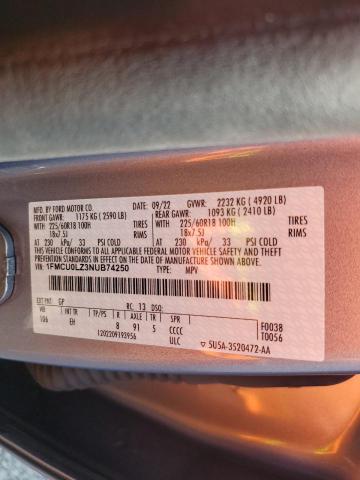 MFD. BY FORD MOTOR CO. 09/22 GVWR: 2232 KG ( 4920 LB)
FRONT GAWR: 1175 KG ( 2590 LB) REAR GAWR: 1093 KG ( 2410 LB)
WITH 225/60R18 100H TIRES WITH 225/60R18 100H
18x7.5J RIMS 18x7.5J
AT 230 kPa/ 33 PSI COLD AT 230 kPa/ 33 PSI COLD
THIS VEHICLE CONFORMS TO ALL APPLICABLE FEDERAL MOTOR VEHICLE
SAFETY AND THEFT PREVENTION STANDARDS IN EFFECT ON THE
DATE OF MANUFACTURE SHOWN ABOVE.
VIN: 1FMCU0LZ3NUB74250 TYPE: MPV
EXT PNT: GP RC: 13 DSO:
WB INT TR TP/PS R AXLE TR SPR
106 EH 8 91 5 CCCC F0038
1202209193956 ULC T0056
▽ 5U5A-3520472-AA